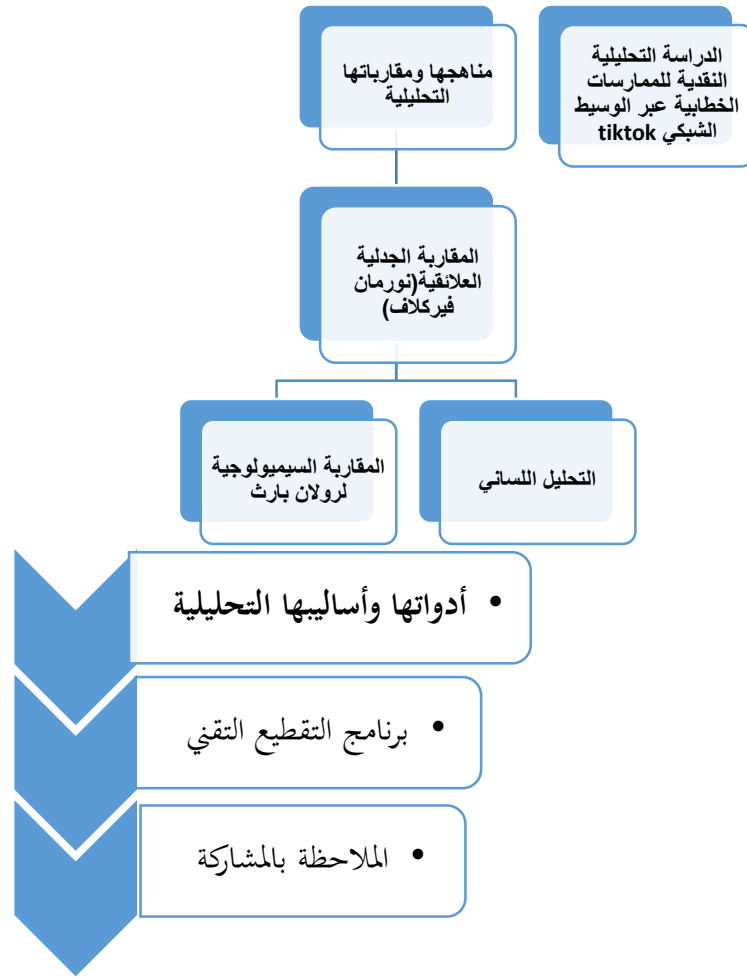 الدراسة التحليلية
النقدية للممارسات
الخطابية عبر الوسيط
الشبكي tiktok
مناهجها ومقارباتها
التحليلية
المقاربة الجدلية
العلائقية(نورمان
فيركلاف)
التحليل اللساني
المقاربة السيميولوجية
لرولان بارث
• أدواتها وأساليبها التحليلية
• برنامج التقطيع التقني
• الملاحظة بالمشاركة